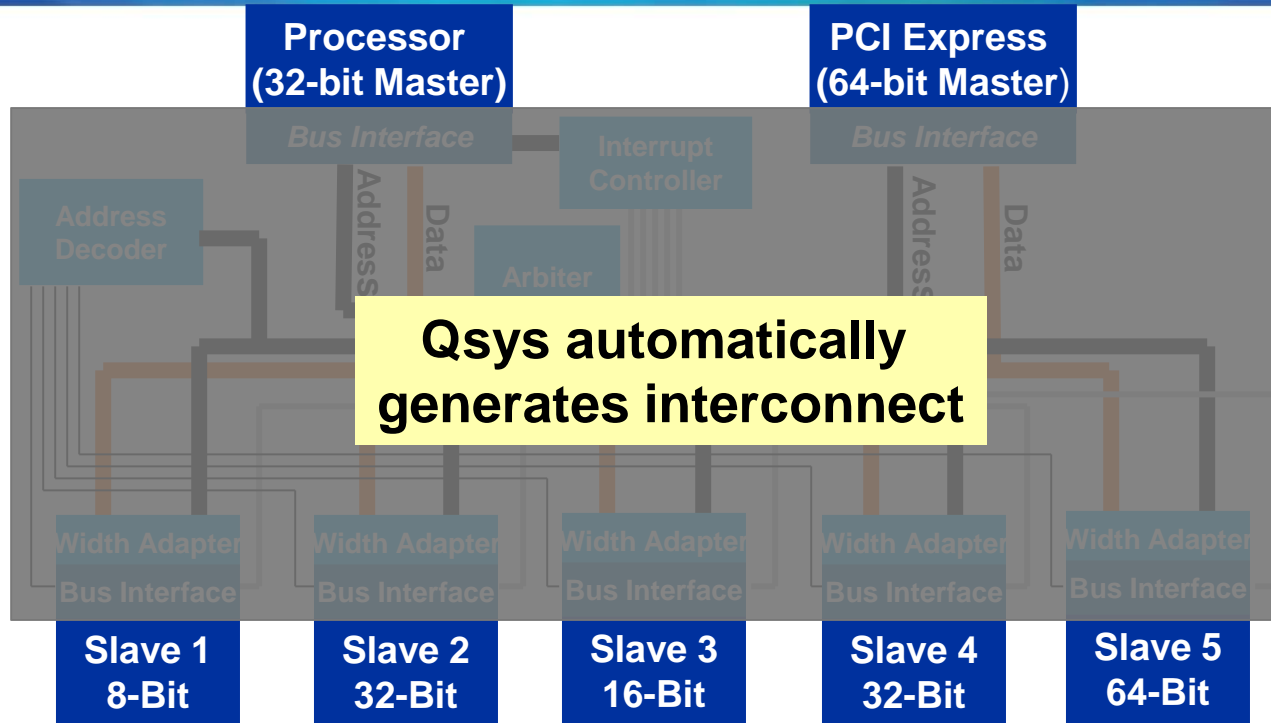 Processor
(32-bit Master)
PCI Express
(64-bit Master)
Bus Interface
Bus Interface
Interrupt
Controller
Address
Decoder
Address
Data
Arbiter
Address
Data
Qsys automatically
generates interconnect
Width Adapter
Width Adapter
Width Adapter
Width Adapter
Width Adapter
Bus Interface
Bus Interface
Bus Interface
Bus Interface
Bus Interface
Slave 1
8-Bit
Slave 2
32-Bit
Slave 3
16-Bit
Slave 4
32-Bit
Slave 5
64-Bit